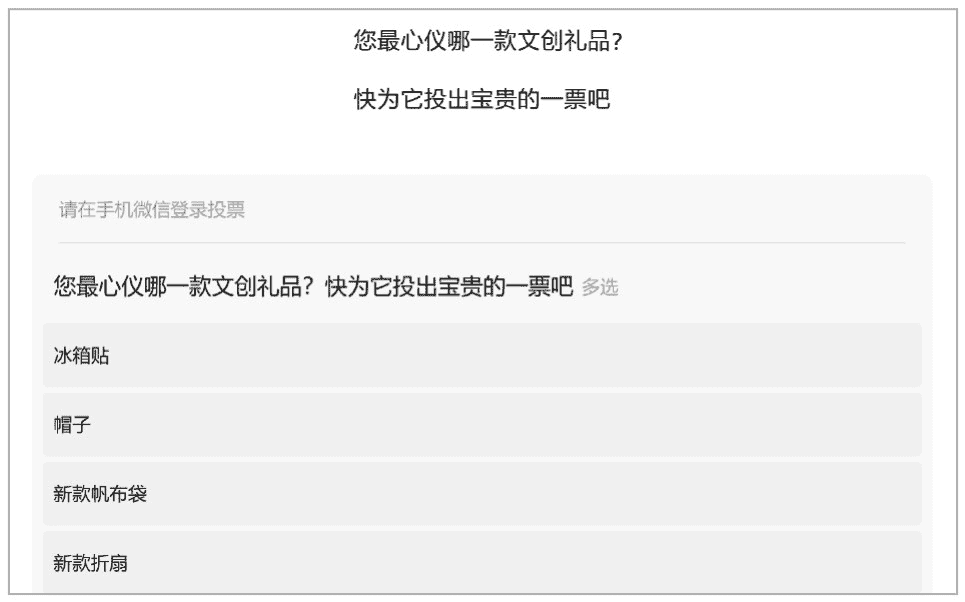 您最心仪哪一款文创礼品？
快为它投出宝贵的一票吧
请在手机微信登录投票
您最心仪哪一款文创礼品？快为它投出宝贵的一票吧 多选
冰箱贴
帽子
新款帆布袋
新款折扇